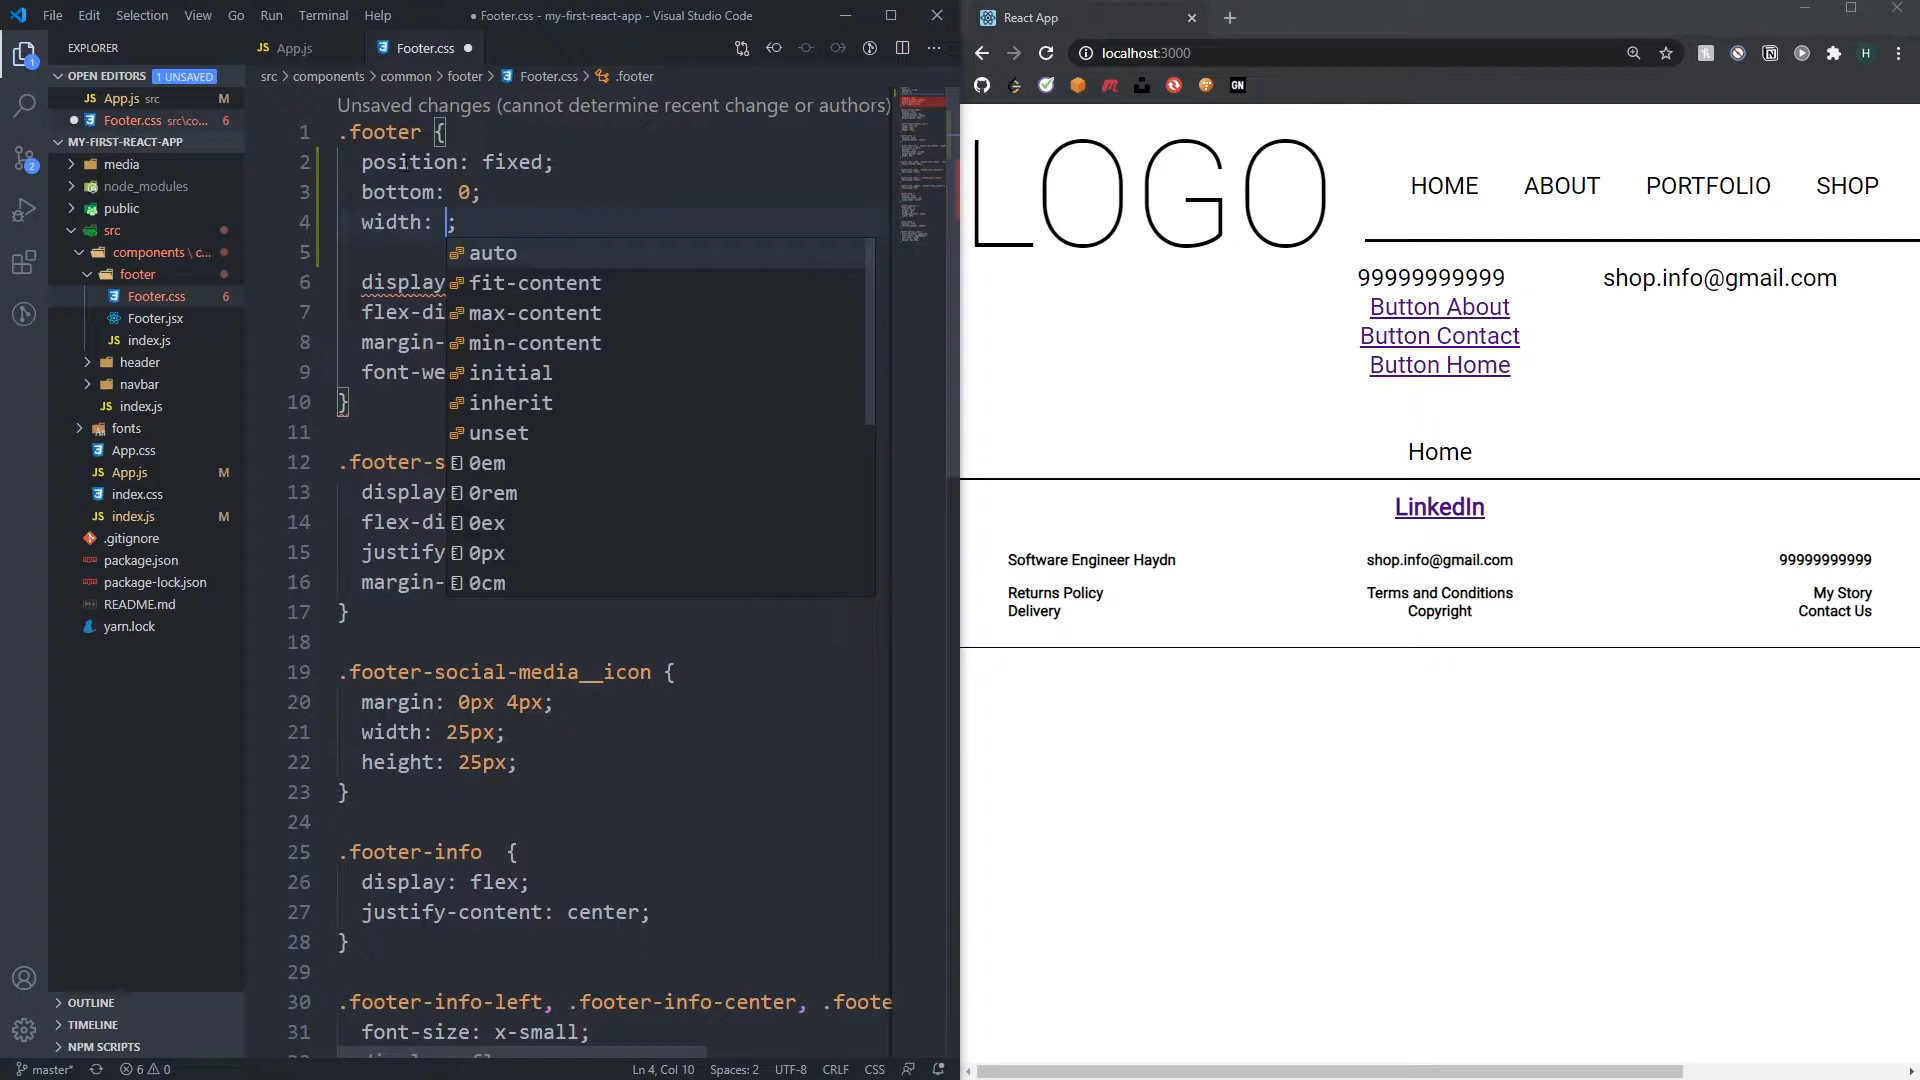 File Edit Selection View Go Run Terminal Help
● Footer.css - my-first-react-app - Visual Studio Code
EXPLORER
OPEN EDITORS 1 UNSAVED
JS App.js src M
Footer.css src\co... 6
MY-FIRST-REACT-APP
media
node_modules
public
src
components \ c...
footer
Footer.css 6
Footer.jsx
JS index.js
header
navbar
JS index.js
fonts
App.css
JS App.js M
index.css
JS index.js M
.gitignore
package.json
package-lock.json
README.md
yarn.lock
OUTLINE
TIMELINE
NPM SCRIPTS
JS App.js
Footer.css
src > components > common > footer > Footer.css > .footer
Unsaved changes (cannot determine recent change or authors)
1 .footer {
2 position: fixed;
3 bottom: 0;
4 width: ;
5
6 display
7 flex-di
8 margin-
9 font-we
10 }
11
12 .footer-s
13 display
14 flex-di
15 justify
16 margin-
17 }
18
19 .footer-social-media__icon {
20 margin: 0px 4px;
21 width: 25px;
22 height: 25px;
23 }
24
25 .footer-info {
26 display: flex;
27 justify-content: center;
28 }
29
30 .footer-info-left, .footer-info-center, .foote
31 font-size: x-small;
auto
fit-content
max-content
min-content
initial
inherit
unset
0em
0rem
0ex
0px
0cm
master* 6 0
Ln 4, Col 10 Spaces: 2 UTF-8 CRLF CSS
React App
localhost:3000
H
GN
LOGO
HOME ABOUT PORTFOLIO SHOP
99999999999 shop.info@gmail.com
Button About
Button Contact
Button Home
Home
LinkedIn
Software Engineer Haydn shop.info@gmail.com 99999999999
Returns Policy Terms and Conditions My Story
Delivery Copyright Contact Us